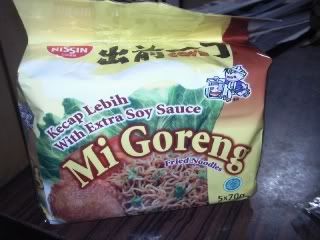 NISSIN
出前一丁
Kecap Lebih
With Extra Soy Sauce
Mi Goreng
Fried Noodles
5x70g